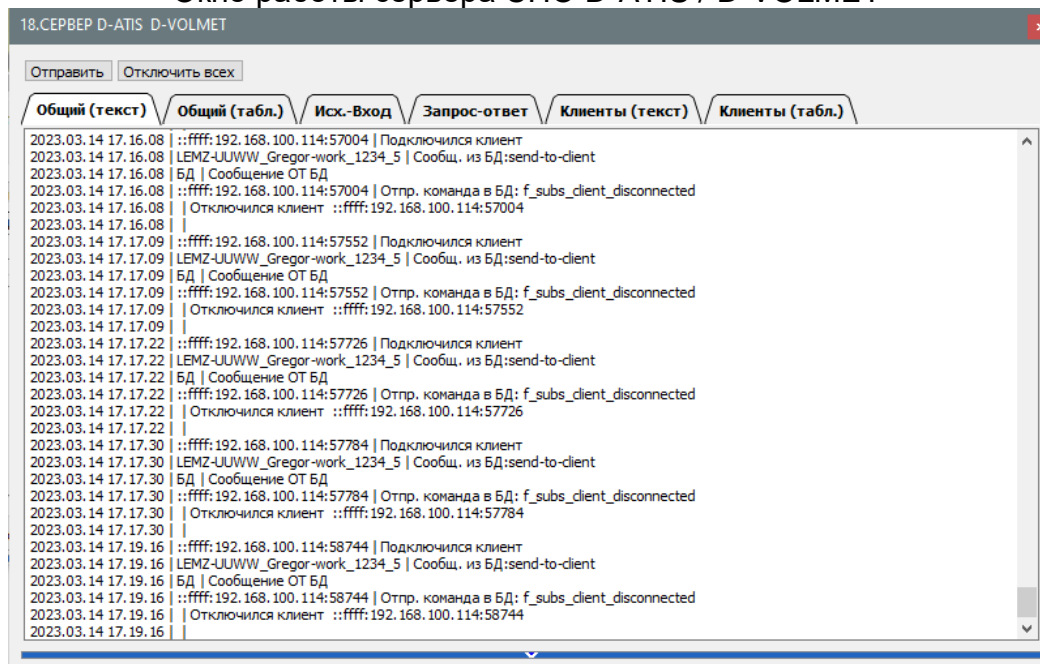 Окно работы сервера ОПО D-ATIS / D-VOLMET
18.СЕРВЕР D-ATIS D-VOLMET
Отправить Отключить всех
Общий (текст) Общий (табл.) Исх.-Вход Запрос-ответ Клиенты (текст) Клиенты (табл.)
2023.03.14 17.16.08 | ::ffff:192.168.100.114:57004 | Подключился клиент
2023.03.14 17.16.08 |LEMZ-UUWW_Gregor-work_1234_5 | Сообщ. из БД:send-to-client
2023.03.14 17.16.08 |БД | Сообщение ОТ БД
2023.03.14 17.16.08 | ::ffff:192.168.100.114:57004 | Отпр. команда в БД: f_subs_client_disconnected
2023.03.14 17.16.08 | | Отключился клиент ::ffff:192.168.100.114:57004
2023.03.14 17.16.08 | |
2023.03.14 17.17.09 | ::ffff:192.168.100.114:57552 | Подключился клиент
2023.03.14 17.17.09 |LEMZ-UUWW_Gregor-work_1234_5 | Сообщ. из БД:send-to-client
2023.03.14 17.17.09 |БД | Сообщение ОТ БД
2023.03.14 17.17.09 | ::ffff:192.168.100.114:57552 | Отпр. команда в БД: f_subs_client_disconnected
2023.03.14 17.17.09 | | Отключился клиент ::ffff:192.168.100.114:57552
2023.03.14 17.17.09 | |
2023.03.14 17.17.22 | ::ffff:192.168.100.114:57726 | Подключился клиент
2023.03.14 17.17.22 |LEMZ-UUWW_Gregor-work_1234_5 | Сообщ. из БД:send-to-client
2023.03.14 17.17.22 |БД | Сообщение ОТ БД
2023.03.14 17.17.22 | ::ffff:192.168.100.114:57726 | Отпр. команда в БД: f_subs_client_disconnected
2023.03.14 17.17.22 | | Отключился клиент ::ffff:192.168.100.114:57726
2023.03.14 17.17.22 | |
2023.03.14 17.17.30 | ::ffff:192.168.100.114:57784 | Подключился клиент
2023.03.14 17.17.30 |LEMZ-UUWW_Gregor-work_1234_5 | Сообщ. из БД:send-to-client
2023.03.14 17.17.30 |БД | Сообщение ОТ БД
2023.03.14 17.17.30 | ::ffff:192.168.100.114:57784 | Отпр. команда в БД: f_subs_client_disconnected
2023.03.14 17.17.30 | | Отключился клиент ::ffff:192.168.100.114:57784
2023.03.14 17.17.30 | |
2023.03.14 17.19.16 | ::ffff:192.168.100.114:58744 | Подключился клиент
2023.03.14 17.19.16 |LEMZ-UUWW_Gregor-work_1234_5 | Сообщ. из БД:send-to-client
2023.03.14 17.19.16 |БД | Сообщение ОТ БД
2023.03.14 17.19.16 | ::ffff:192.168.100.114:58744 | Отпр. команда в БД: f_subs_client_disconnected
2023.03.14 17.19.16 | | Отключился клиент ::ffff:192.168.100.114:58744
2023.03.14 17.19.16 | |